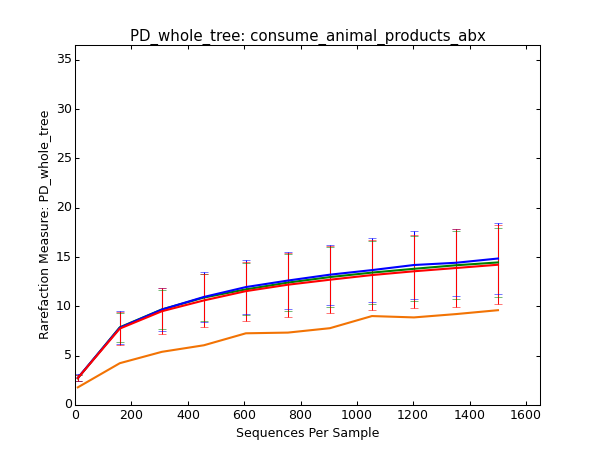 PD_whole_tree: consume_animal_products_abx
Rarefaction Measure: PD_whole_tree
35
30
25
20
15
10
5
0
0 200 400 600 800 1000 1200 1400 1600
Sequences Per Sample